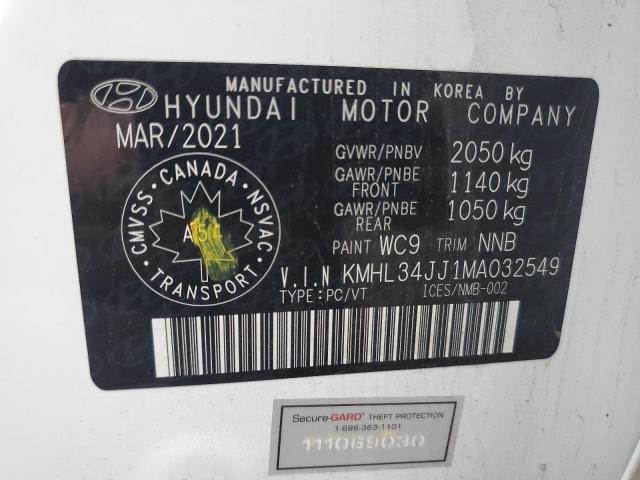 MANUFACTURED IN KOREA BY
HYUNDAI MOTOR COMPANY
MAR/2021
GVWR/PNBV 2050 kg
GAWR/PNBE FRONT 1140 kg
GAWR/PNBE REAR 1050 kg
PAINT WC9 TRIM NNB
CMVSS · CANADA · NSVAC
A54
TRANSPORT
V.I.N KMHL34JJ1MA032549
TYPE:PC/VT ICES/NMB-002
Secure-GARD® THEFT PROTECTION
1-888-363-1101
111069030